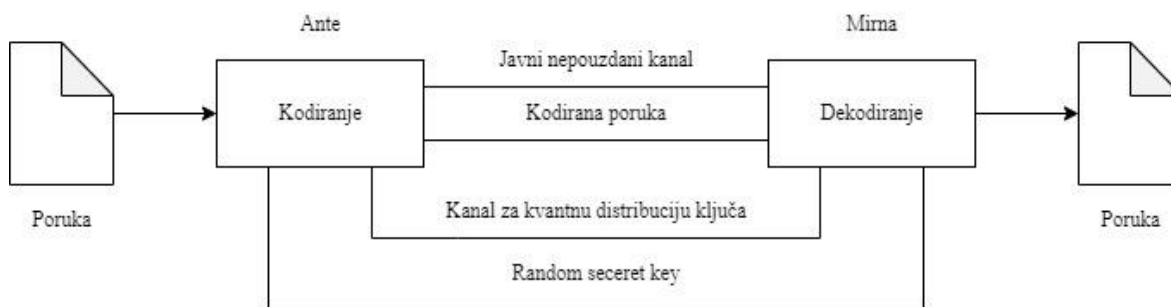 Ante
Mirna
Javni nepouzdani kanal
Kodiranje
Kodirana poruka
Dekodiranje
Kanal za kvantnu distribuciju ključa
Poruka
Poruka
Random seceret key